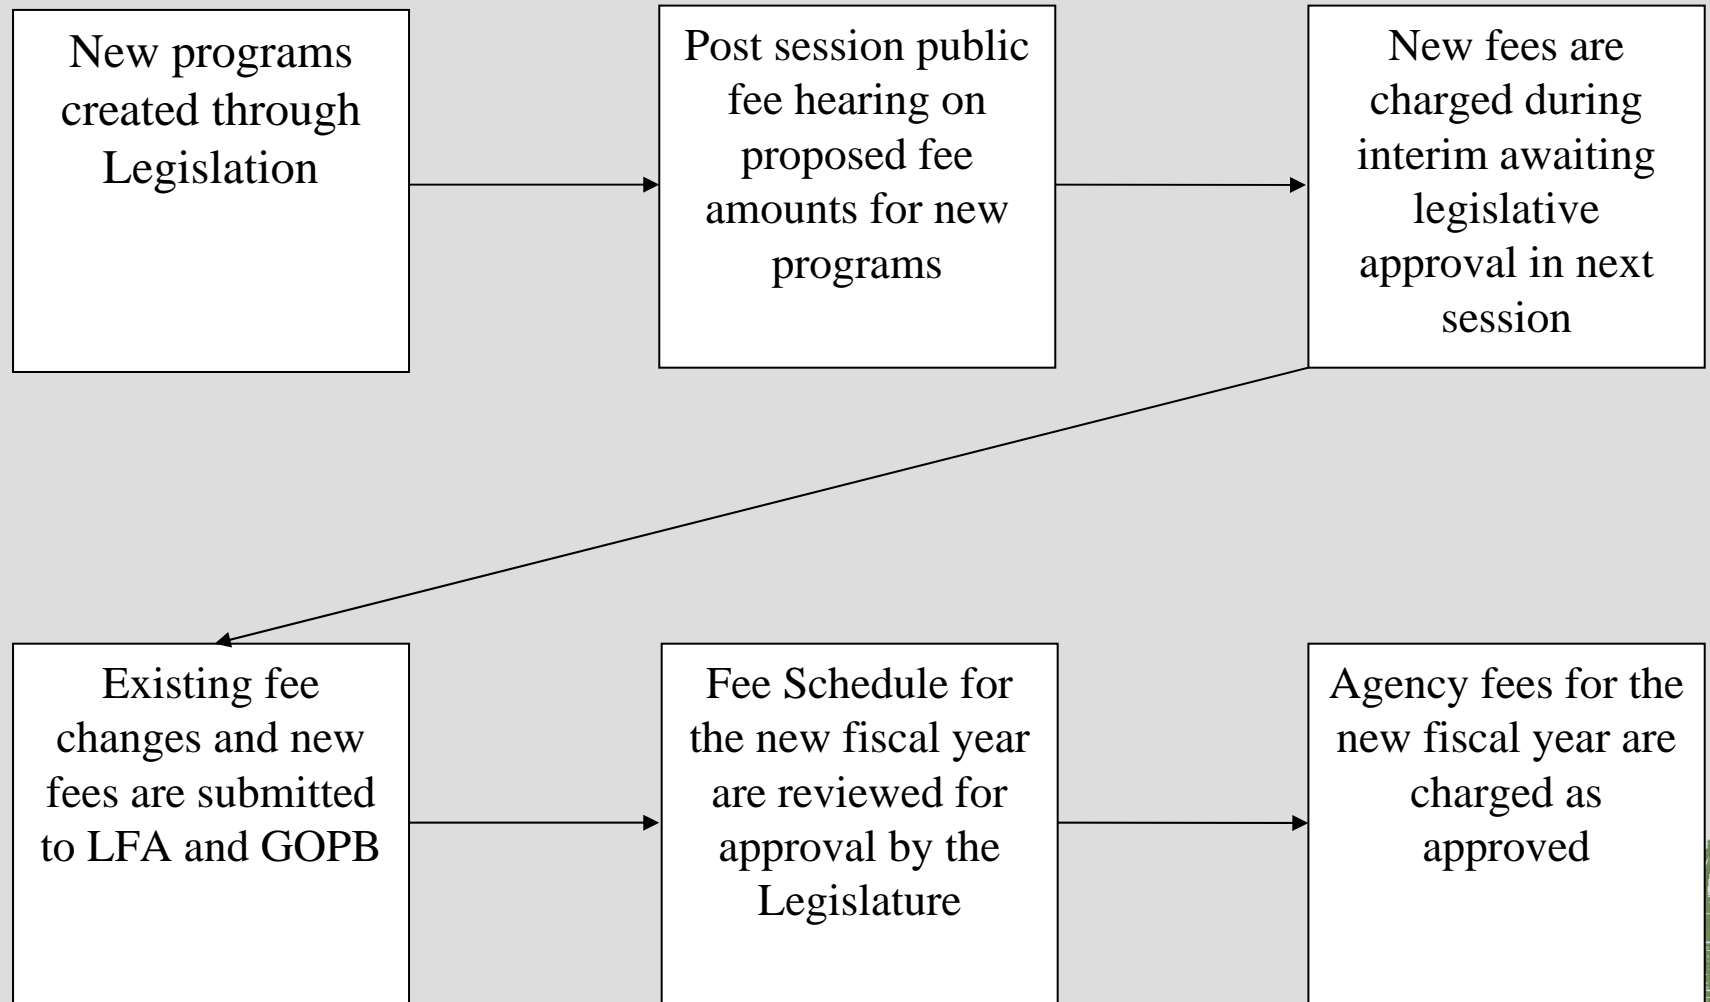 New programs
created through
Legislation
Post session public
fee hearing on
proposed fee
amounts for new
programs
New fees are
charged during
interim awaiting
legislative
approval in next
session
Existing fee
changes and new
fees are submitted
to LFA and GOPB
Fee Schedule for
the new fiscal year
are reviewed for
approval by the
Legislature
Agency fees for the
new fiscal year are
charged as
approved